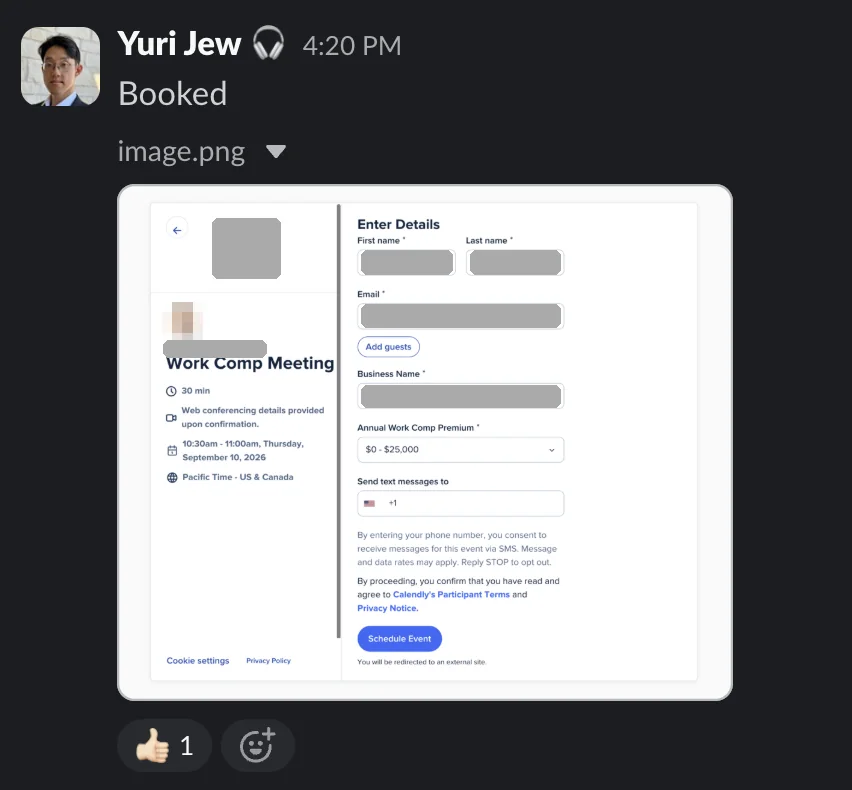 Yuri Jew 4:20 PM
Booked
image.png
Work Comp Meeting
30 min
Web conferencing details provided
upon confirmation.
10:30am - 11:00am, Thursday,
September 10, 2026
Pacific Time - US & Canada
Cookie settings Privacy Policy
Enter Details
First name * Last name *
Email *
Add guests
Business Name *
Annual Work Comp Premium *
$0 - $25,000
Send text messages to
+1
By entering your phone number, you consent to
receive messages for this event via SMS. Message
and data rates may apply. Reply STOP to opt out.
By proceeding, you confirm that you have read and
agree to Calendly's Participant Terms and
Privacy Notice.
Schedule Event
You will be redirected to an external site.
1